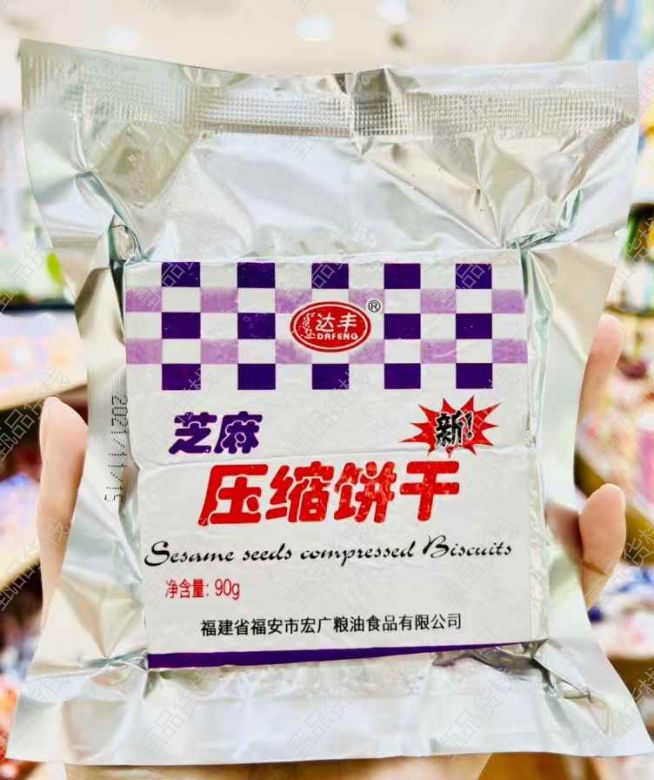 达丰®
DAFENG
芝麻
新!
压缩饼干
Sesame seeds compressed Biscuits
净含量: 90g
福建省福安市宏广粮油食品有限公司